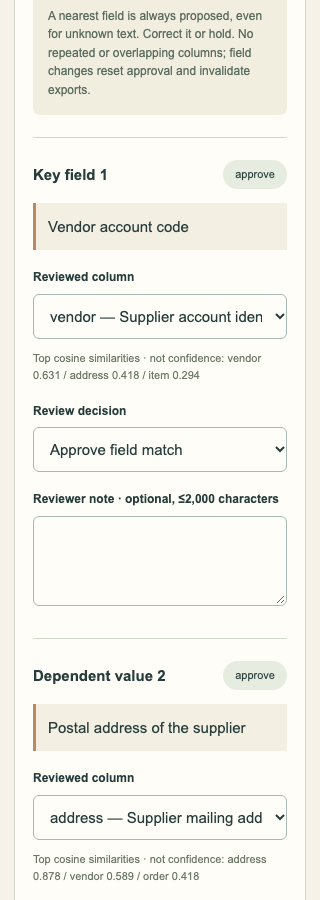 A nearest field is always proposed, even
for unknown text. Correct it or hold. No
repeated or overlapping columns; field
changes reset approval and invalidate
exports.
Key field 1
approve
Vendor account code
Reviewed column
vendor — Supplier account iden
Top cosine similarities · not confidence: vendor
0.631 / address 0.418 / item 0.294
Review decision
Approve field match
Reviewer note · optional, ≤2,000 characters
Dependent value 2
approve
Postal address of the supplier
Reviewed column
address — Supplier mailing add
Top cosine similarities · not confidence: address
0.878 / vendor 0.589 / order 0.418